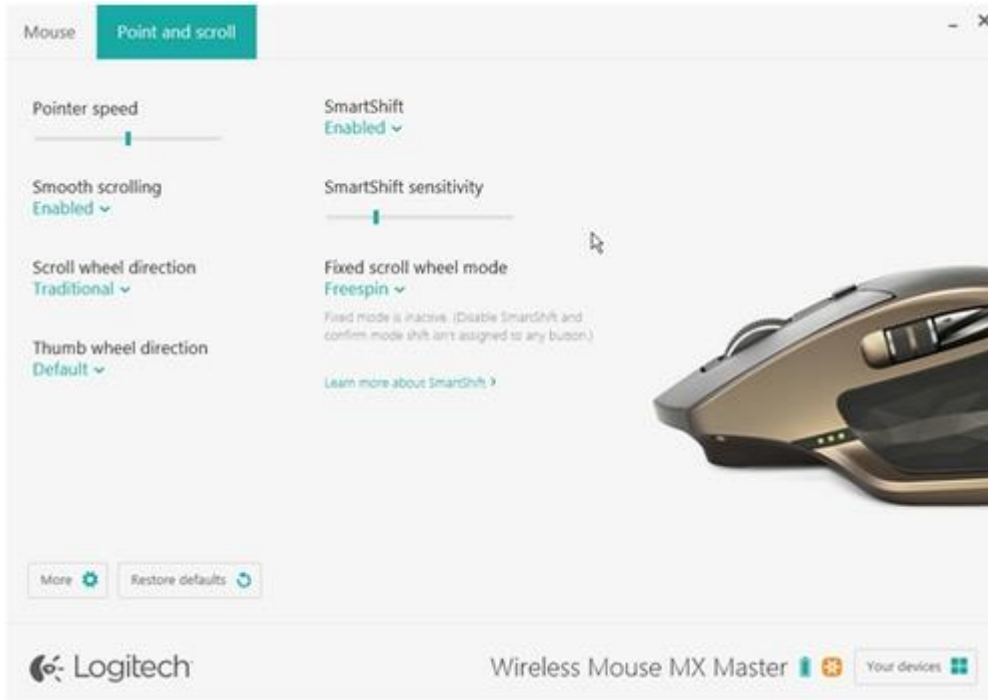 Mouse
Point and scroll
Pointer speed
Smooth scrolling
Enabled
Scroll wheel direction
Traditional
Thumb wheel direction
Default
SmartShift
Enabled
SmartShift sensitivity
Fixed scroll wheel mode
Freespin
Fixed mode is inactive. (Disable SmartShift and
confirm mode shift isn't assigned to any button.)
Learn more about SmartShift
More
Restore defaults
Logitech
Wireless Mouse MX Master
Your devices